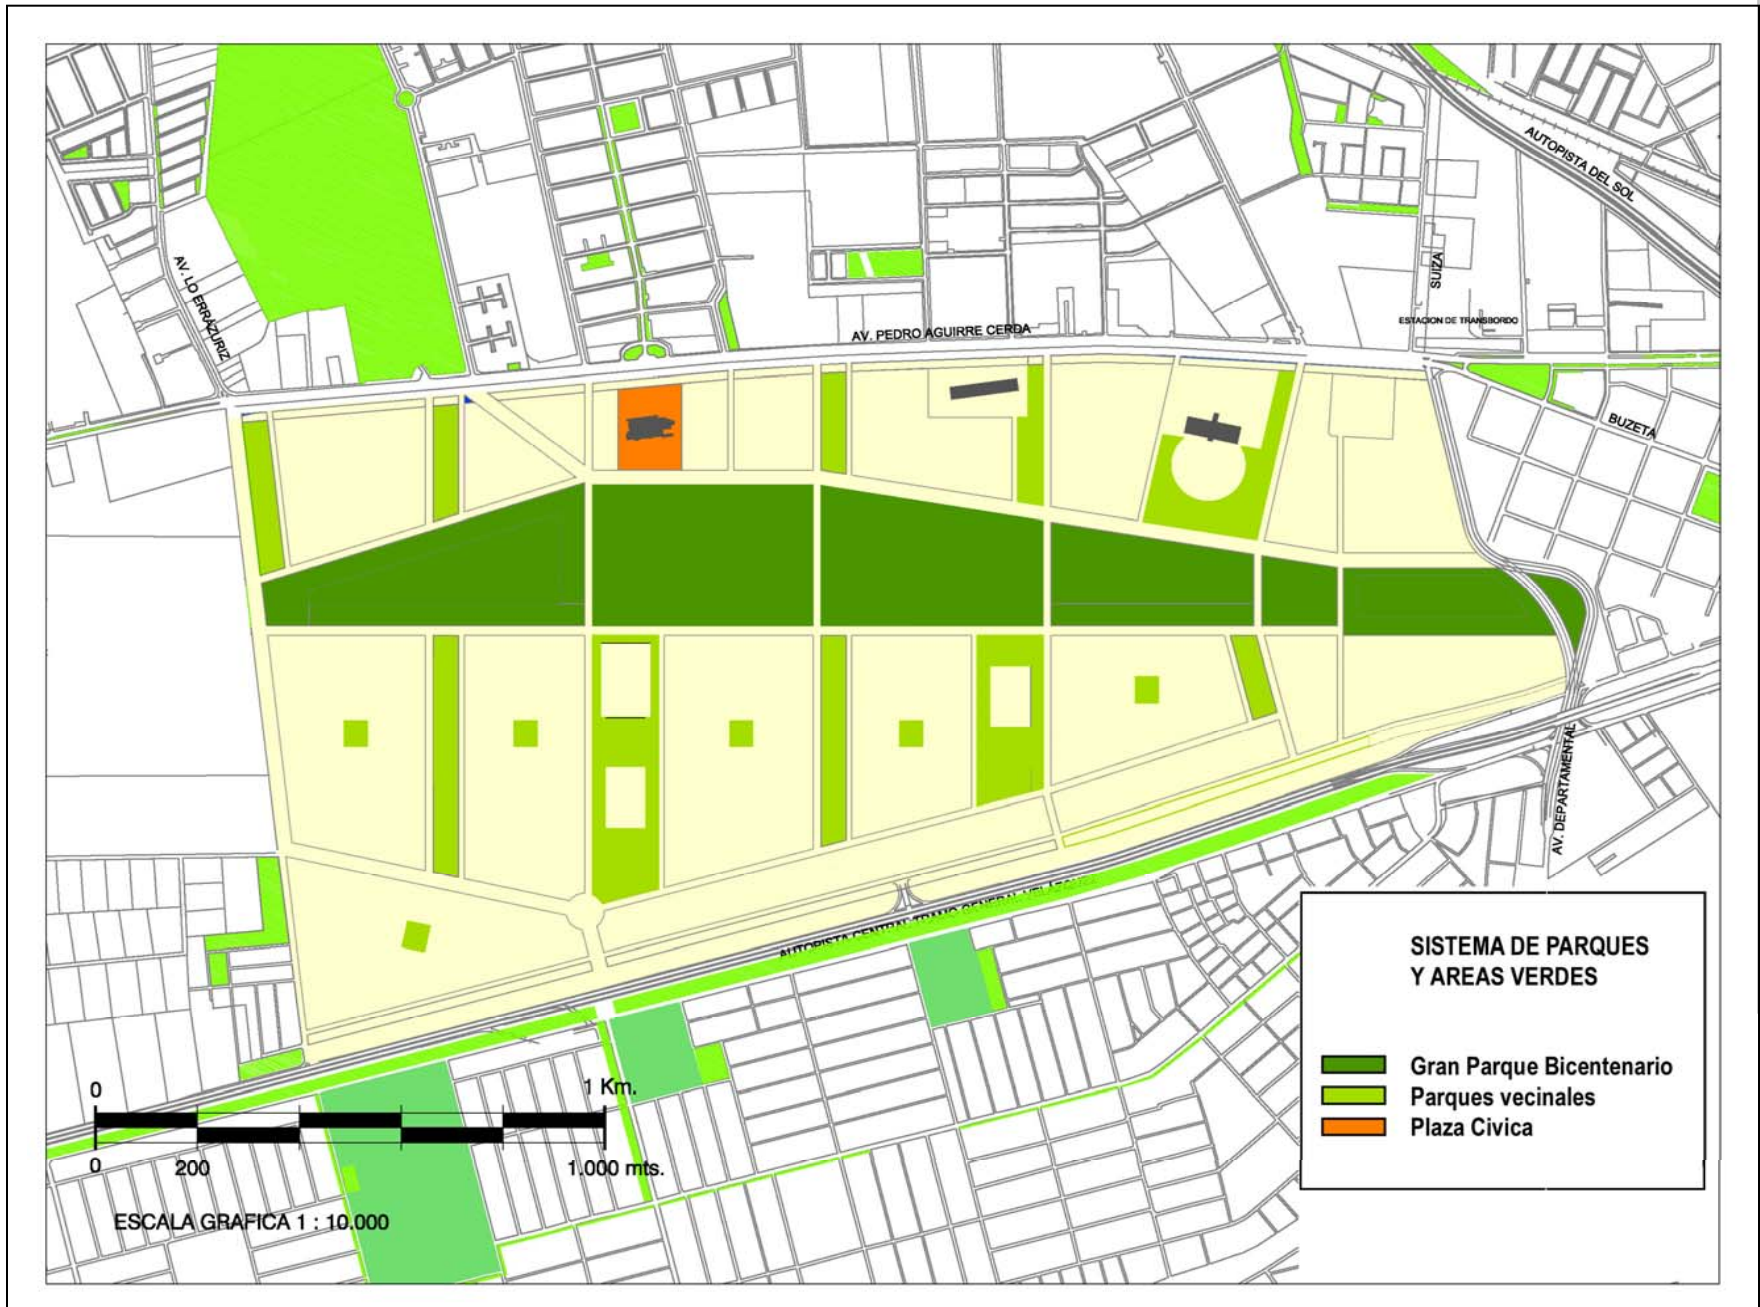 AUTOPISTA DEL SOL
AV. LO ERRÁZURIZ
SUIZA
ESTACION DE TRANSBORDO
AV. PEDRO AGUIRRE CERDA
BUZETA
AV. DEPARTAMENTAL
AUTOPISTA CENTRAL TRAMO GENERAL VELÁZQUEZ
SISTEMA DE PARQUES
Y AREAS VERDES
Gran Parque Bicentenario
Parques vecinales
Plaza Civica
0 1 Km.
0 200 1.000 mts.
ESCALA GRAFICA 1 : 10.000